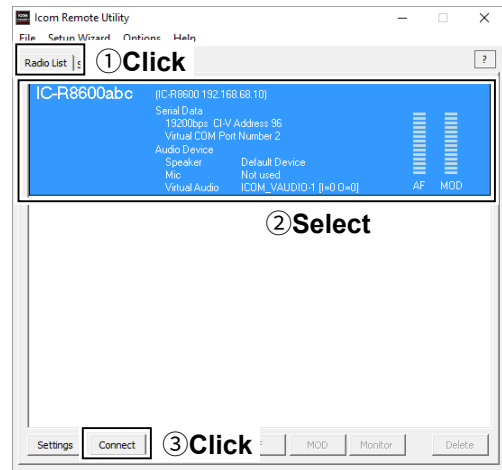 Icom Remote Utility
File Setup Wizard Options Help
Radio List
①Click
?
IC-R8600abc (IC-R8600 192.168.68.10)
Serial Data
19200bps CI-V Address 96
Virtual COM Port Number 2
Audio Device
Speaker Default Device
Mic Not used
Virtual Audio ICOM_VAUDIO-1 [I=0 O=0]
AF MOD
②Select
Settings Connect ③Click MOD Monitor Delete